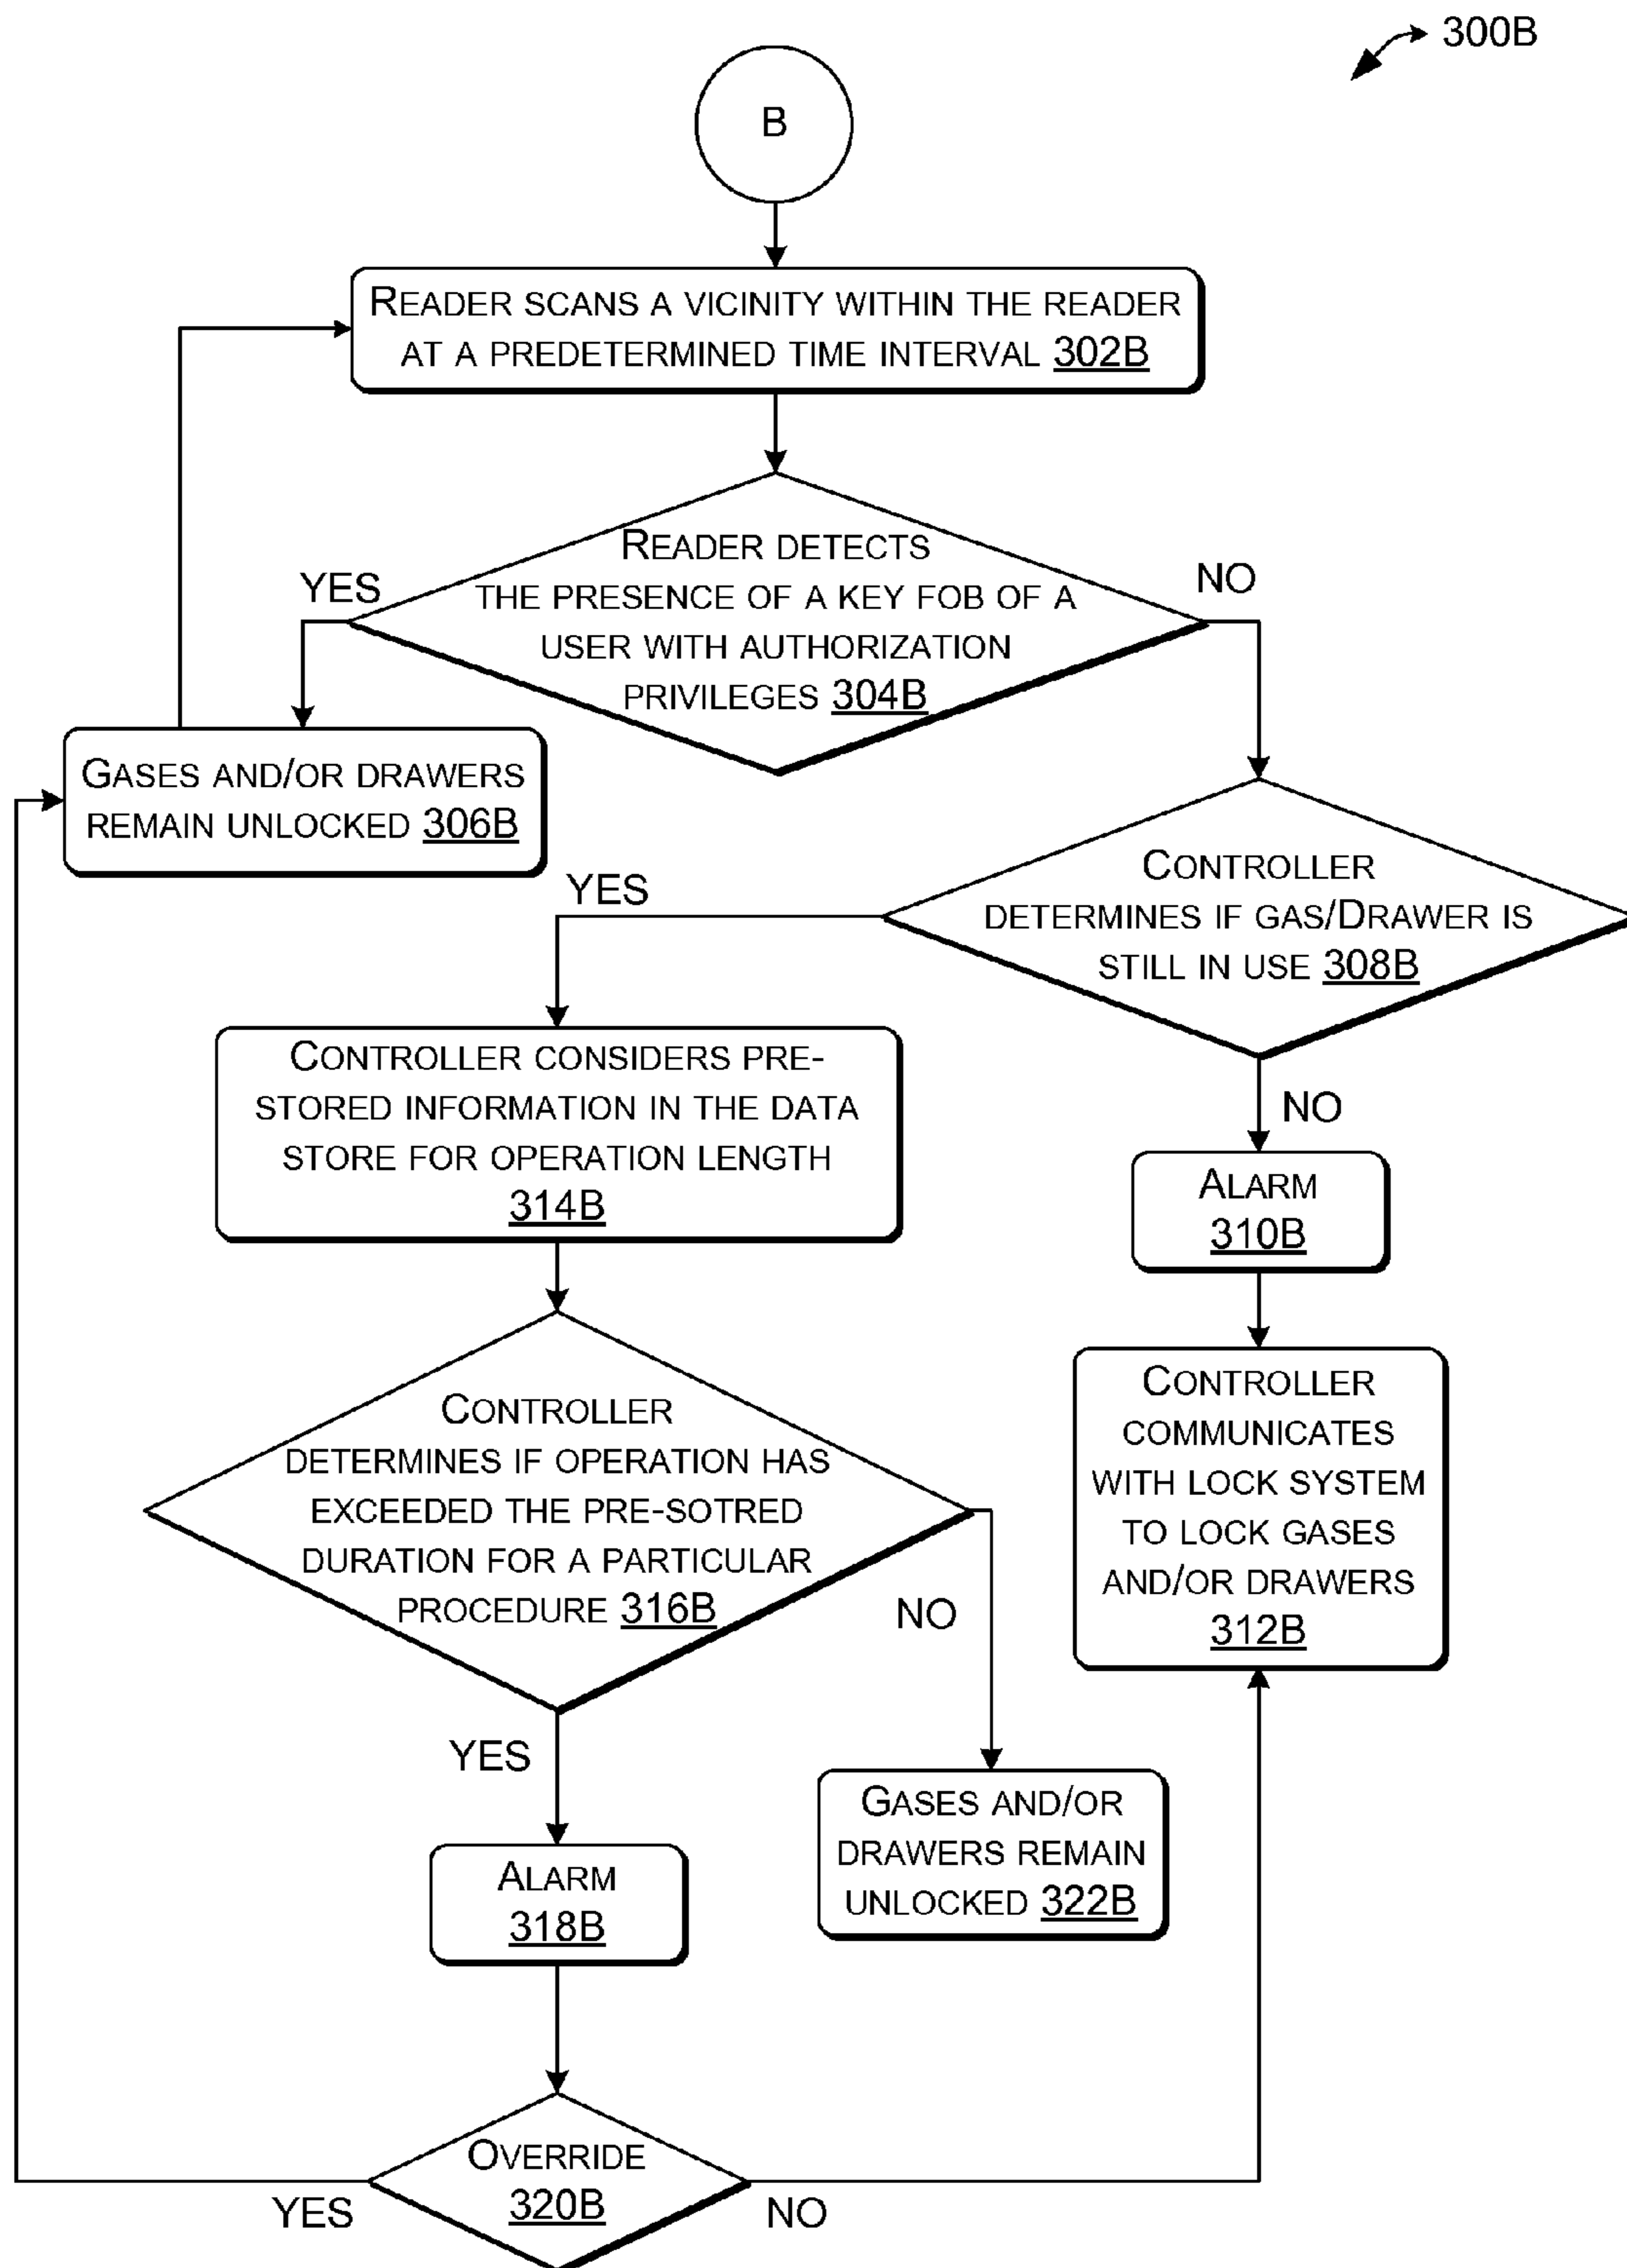 300B
B
READER SCANS A VICINITY WITHIN THE READER
AT A PREDETERMINED TIME INTERVAL 302B
READER DETECTS
THE PRESENCE OF A KEY FOB OF A
USER WITH AUTHORIZATION
PRIVILEGES 304B
YES
NO
GASES AND/OR DRAWERS
REMAIN UNLOCKED 306B
CONTROLLER
DETERMINES IF GAS/DRAWER IS
STILL IN USE 308B
YES
NO
CONTROLLER CONSIDERS PRE-
STORED INFORMATION IN THE DATA
STORE FOR OPERATION LENGTH
314B
ALARM
310B
CONTROLLER
DETERMINES IF OPERATION HAS
EXCEEDED THE PRE-SOTRED
DURATION FOR A PARTICULAR
PROCEDURE 316B
CONTROLLER
COMMUNICATES
WITH LOCK SYSTEM
TO LOCK GASES
AND/OR DRAWERS
312B
NO
YES
GASES AND/OR
DRAWERS REMAIN
UNLOCKED 322B
ALARM
318B
OVERRIDE
320B
YES
NO